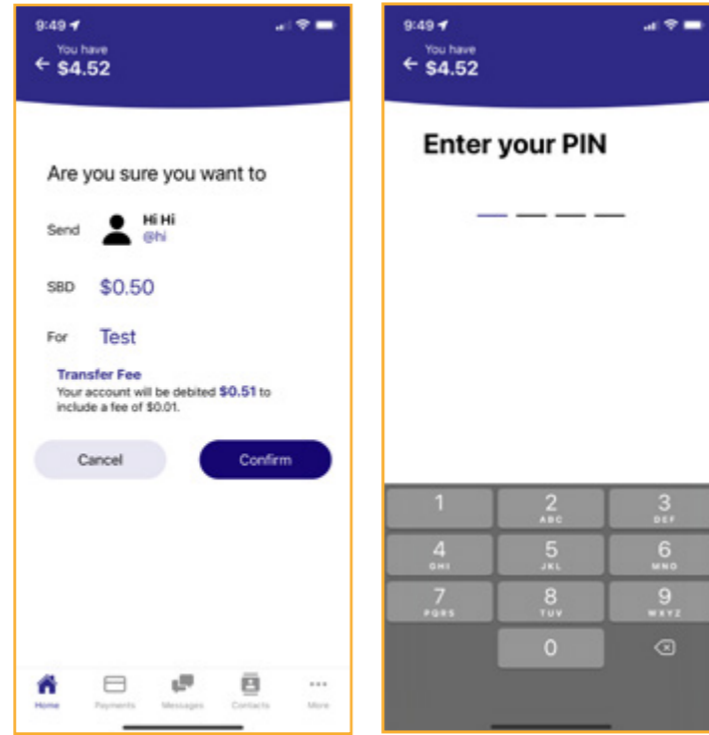 9:49
You have
$4.52
Are you sure you want to
Send
Hi Hi
@hi
SBD $0.50
For Test
Transfer Fee
Your account will be debited $0.51 to
include a fee of $0.01.
Cancel Confirm
Home Payments Messages Contacts More
9:49
You have
$4.52
Enter your PIN
1 2 3
ABC DEF
4 5 6
GHI JKL MNO
7 8 9
PQRS TUV WXYZ
0